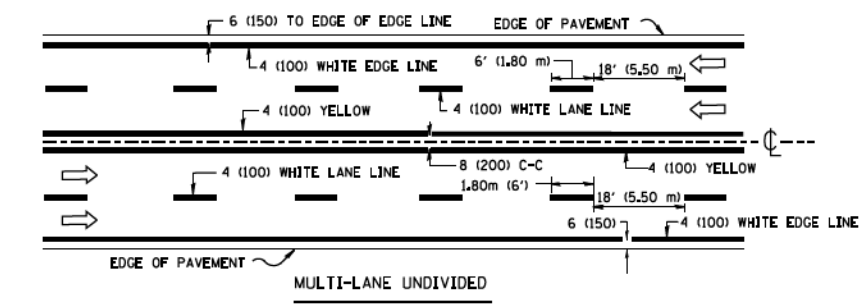 6 (150) TO EDGE OF EDGE LINE
EDGE OF PAVEMENT
4 (100) WHITE EDGE LINE
6' (1.80 m)
18' (5.50 m)
4 (100) YELLOW
4 (100) WHITE LANE LINE
℄
4 (100) WHITE LANE LINE
8 (200) C-C
4 (100) YELLOW
1.80m (6')
18' (5.50 m)
6 (150)
4 (100) WHITE EDGE LINE
EDGE OF PAVEMENT
MULTI-LANE UNDIVIDED